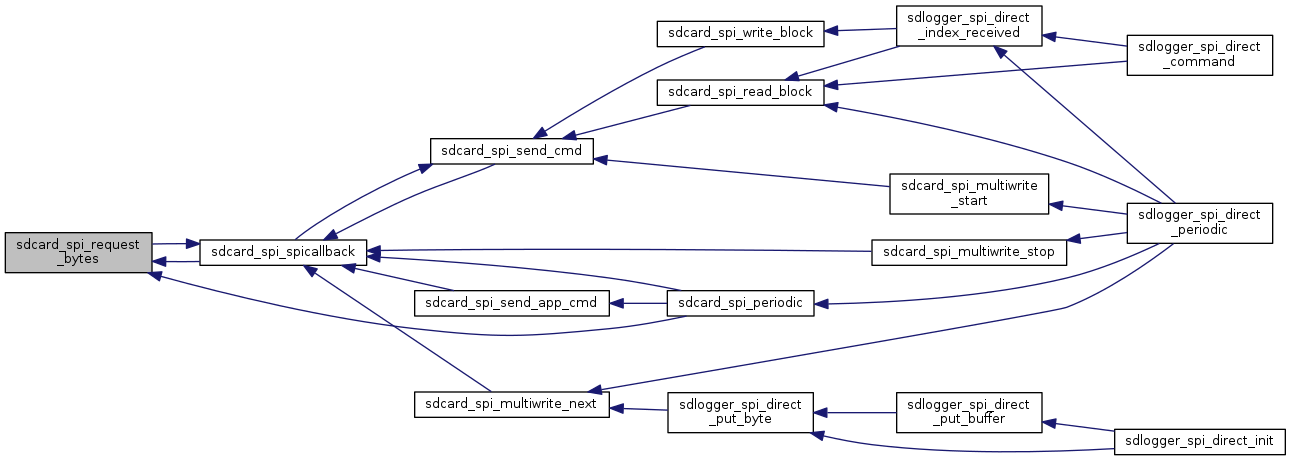 sdlogger_spi_direct
_index_received
sdcard_spi_write_block
sdlogger_spi_direct
_command
sdcard_spi_read_block
sdcard_spi_send_cmd
sdcard_spi_multiwrite
_start
sdlogger_spi_direct
_periodic
sdcard_spi_request
_bytes
sdcard_spi_spicallback
sdcard_spi_multiwrite_stop
sdcard_spi_send_app_cmd
sdcard_spi_periodic
sdcard_spi_multiwrite_next
sdlogger_spi_direct
_put_byte
sdlogger_spi_direct
_put_buffer
sdlogger_spi_direct_init